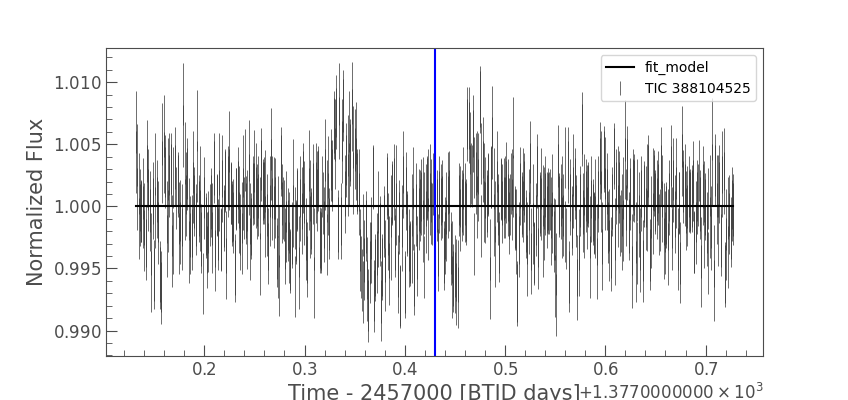 fit_model
TIC 388104525
1.010
1.005
1.000
0.995
0.990
Normalized Flux
0.2 0.3 0.4 0.5 0.6 0.7
Time - 2457000 [BTJD days]
+1.3770000000 × 10³